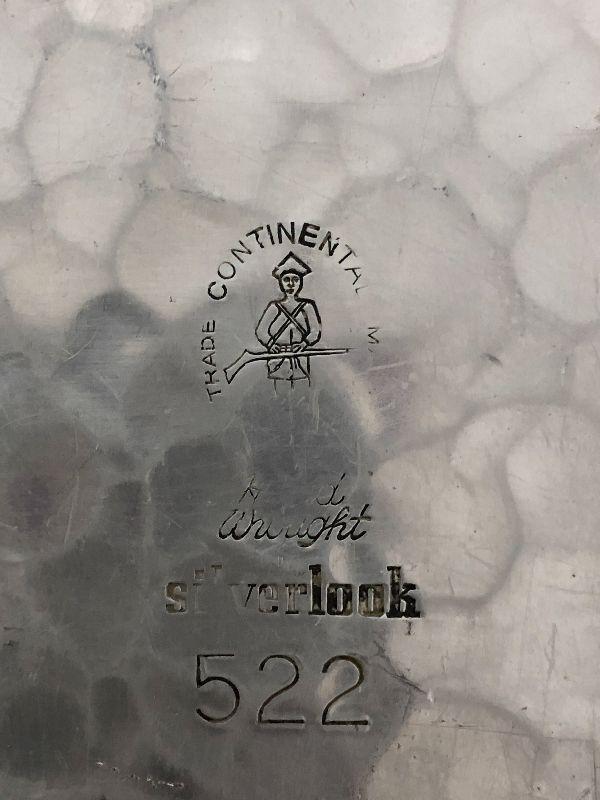 TRADE CONTINENTAL M
Wrought
silverlook
522